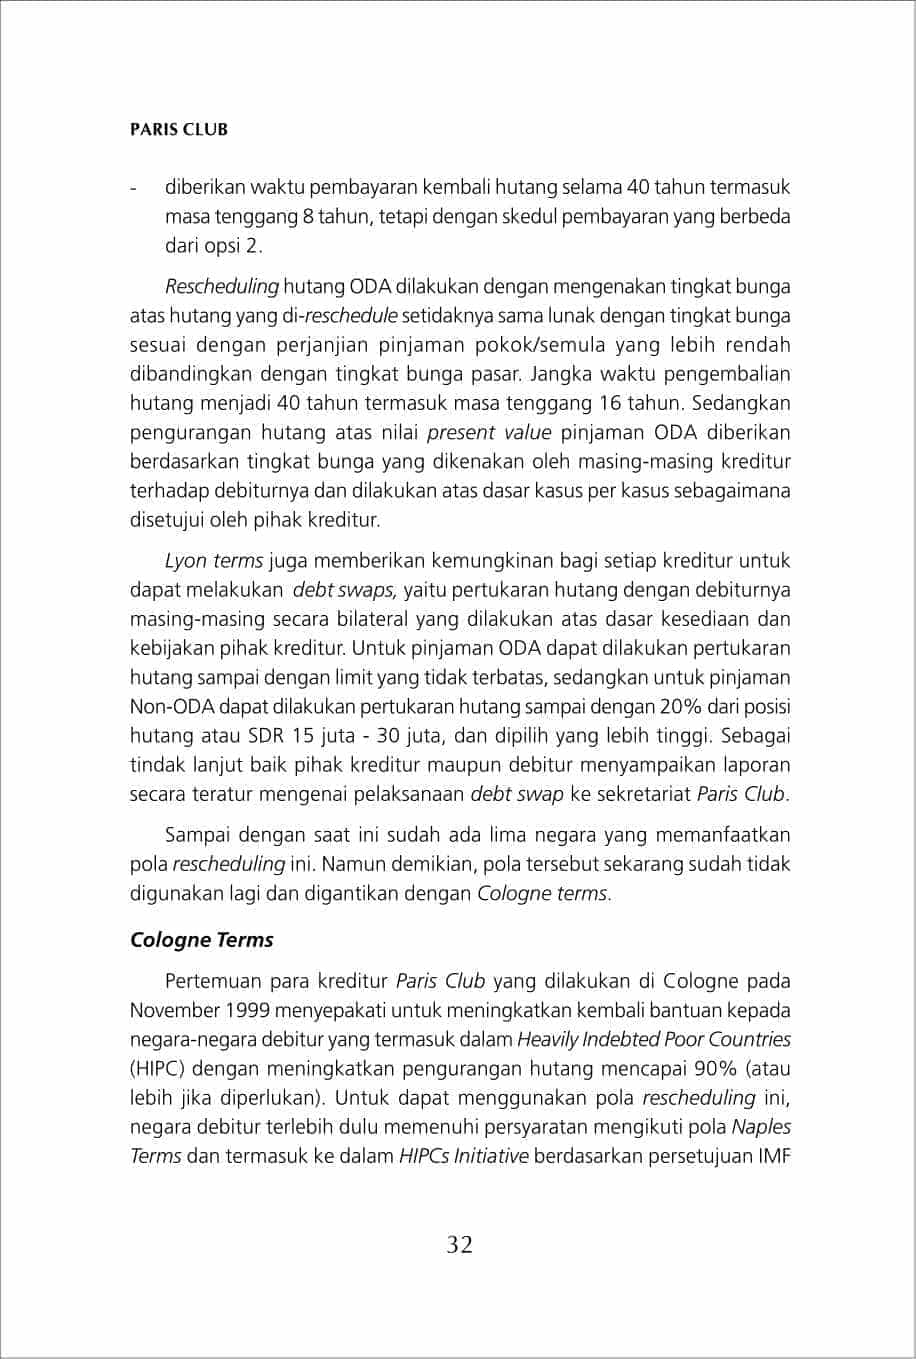 PARIS CLUB
- diberikan waktu pembayaran kembali hutang selama 40 tahun termasuk
masa tenggang 8 tahun, tetapi dengan skedul pembayaran yang berbeda
dari opsi 2.
Rescheduling hutang ODA dilakukan dengan mengenakan tingkat bunga
atas hutang yang di-reschedule setidaknya sama lunak dengan tingkat bunga
sesuai dengan perjanjian pinjaman pokok/semula yang lebih rendah
dibandingkan dengan tingkat bunga pasar. Jangka waktu pengembalian
hutang menjadi 40 tahun termasuk masa tenggang 16 tahun. Sedangkan
pengurangan hutang atas nilai present value pinjaman ODA diberikan
berdasarkan tingkat bunga yang dikenakan oleh masing-masing kreditur
terhadap debiturnya dan dilakukan atas dasar kasus per kasus sebagaimana
disetujui oleh pihak kreditur.
Lyon terms juga memberikan kemungkinan bagi setiap kreditur untuk
dapat melakukan debt swaps, yaitu pertukaran hutang dengan debiturnya
masing-masing secara bilateral yang dilakukan atas dasar kesediaan dan
kebijakan pihak kreditur. Untuk pinjaman ODA dapat dilakukan pertukaran
hutang sampai dengan limit yang tidak terbatas, sedangkan untuk pinjaman
Non-ODA dapat dilakukan pertukaran hutang sampai dengan 20% dari posisi
hutang atau SDR 15 juta - 30 juta, dan dipilih yang lebih tinggi. Sebagai
tindak lanjut baik pihak kreditur maupun debitur menyampaikan laporan
secara teratur mengenai pelaksanaan debt swap ke sekretariat Paris Club.
Sampai dengan saat ini sudah ada lima negara yang memanfaatkan
pola rescheduling ini. Namun demikian, pola tersebut sekarang sudah tidak
digunakan lagi dan digantikan dengan Cologne terms.
Cologne Terms
Pertemuan para kreditur Paris Club yang dilakukan di Cologne pada
November 1999 menyepakati untuk meningkatkan kembali bantuan kepada
negara-negara debitur yang termasuk dalam Heavily Indebted Poor Countries
(HIPC) dengan meningkatkan pengurangan hutang mencapai 90% (atau
lebih jika diperlukan). Untuk dapat menggunakan pola rescheduling ini,
negara debitur terlebih dulu memenuhi persyaratan mengikuti pola Naples
Terms dan termasuk ke dalam HIPCs Initiative berdasarkan persetujuan IMF
32